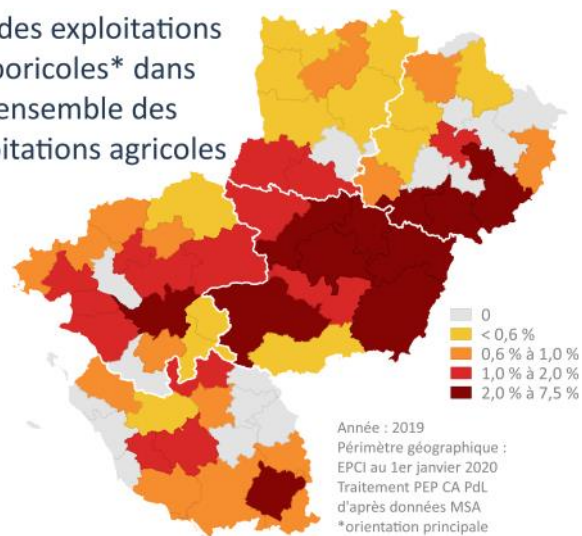 des exploitations
oricoles* dans
ensemble des
itations agricoles
0
< 0,6 %
0,6 % à 1,0 %
1,0 % à 2,0 %
2,0 % à 7,5 %
Année : 2019
Périmètre géographique :
EPCI au 1er janvier 2020
Traitement PEP CA PdL
d'après données MSA
*orientation principale